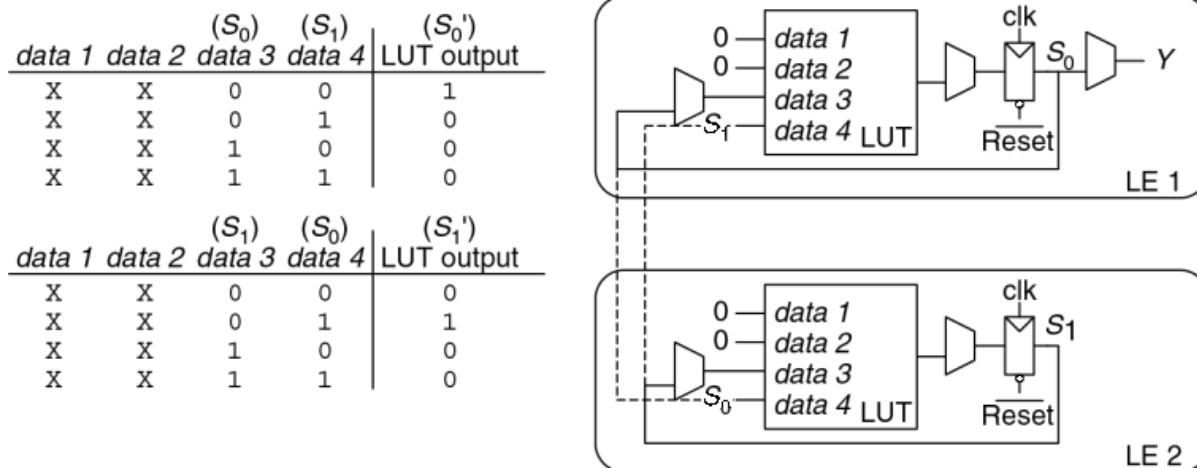 (S₀) (S₁) (S₀')
data 1 data 2 data 3 data 4 LUT output
X X 0 0 1
X X 0 1 0
X X 1 0 0
X X 1 1 0
(S₁) (S₀) (S₁')
data 1 data 2 data 3 data 4 LUT output
X X 0 0 0
X X 0 1 1
X X 1 0 0
X X 1 1 0
clk
0 data 1
S₀ Y
0 data 2
data 3
S₁ data 4 LUT
Reset
LE 1
clk
0 data 1
S₁
0 data 2
data 3
S₀ data 4 LUT
Reset
LE 2